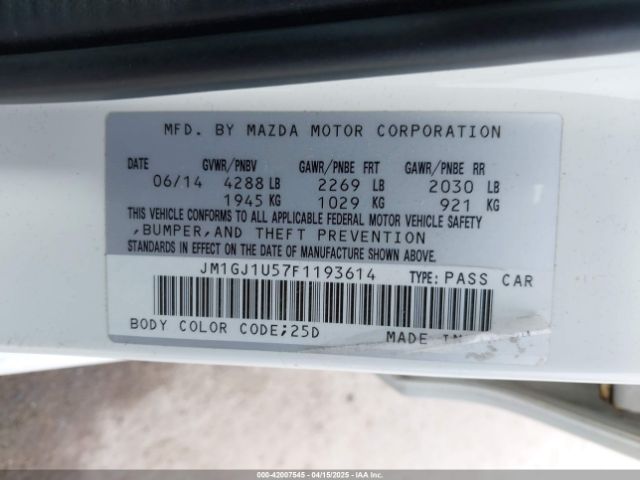 MFD. BY MAZDA MOTOR CORPORATION
DATE GVWR/PNBV GAWR/PNBE FRT GAWR/PNBE RR
06/14 4288 LB 2269 LB 2030 LB
1945 KG 1029 KG 921 KG
THIS VEHICLE CONFORMS TO ALL APPLICABLE FEDERAL MOTOR VEHICLE SAFETY
,BUMPER,AND THEFT PREVENTION
STANDARDS IN EFFECT ON THE DATE OF MANUFACTURE SHOWN ABOVE.
JM1GJ1U57F1193614 TYPE: PASS CAR
BODY COLOR CODE;25D MADE IN
000-42007545 - 04/15/2025 - IAA